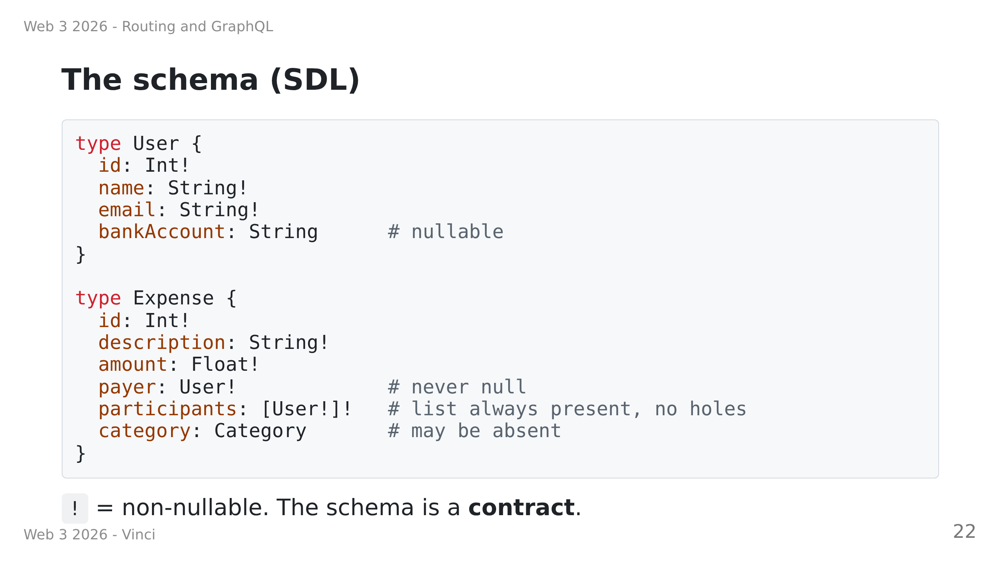 Web 3 2026 - Routing and GraphQL
The schema (SDL)
type User {
  id: Int!
  name: String!
  email: String!
  bankAccount: String      # nullable
}

type Expense {
  id: Int!
  description: String!
  amount: Float!
  payer: User!             # never null
  participants: [User!]!   # list always present, no holes
  category: Category       # may be absent
}
! = non-nullable. The schema is a contract.
Web 3 2026 - Vinci
22